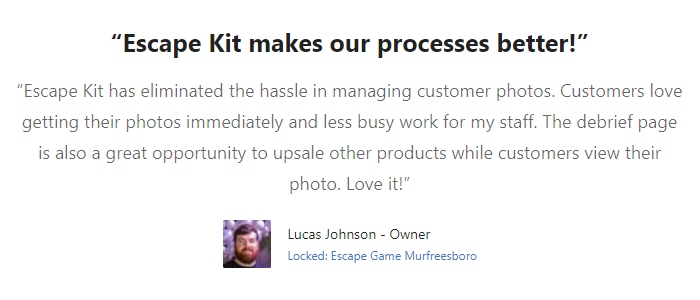 “Escape Kit makes our processes better!”
“Escape Kit has eliminated the hassle in managing customer photos. Customers love
getting their photos immediately and less busy work for my staff. The debrief page
is also a great opportunity to upsale other products while customers view their
photo. Love it!”
Lucas Johnson - Owner
Locked: Escape Game Murfreesboro